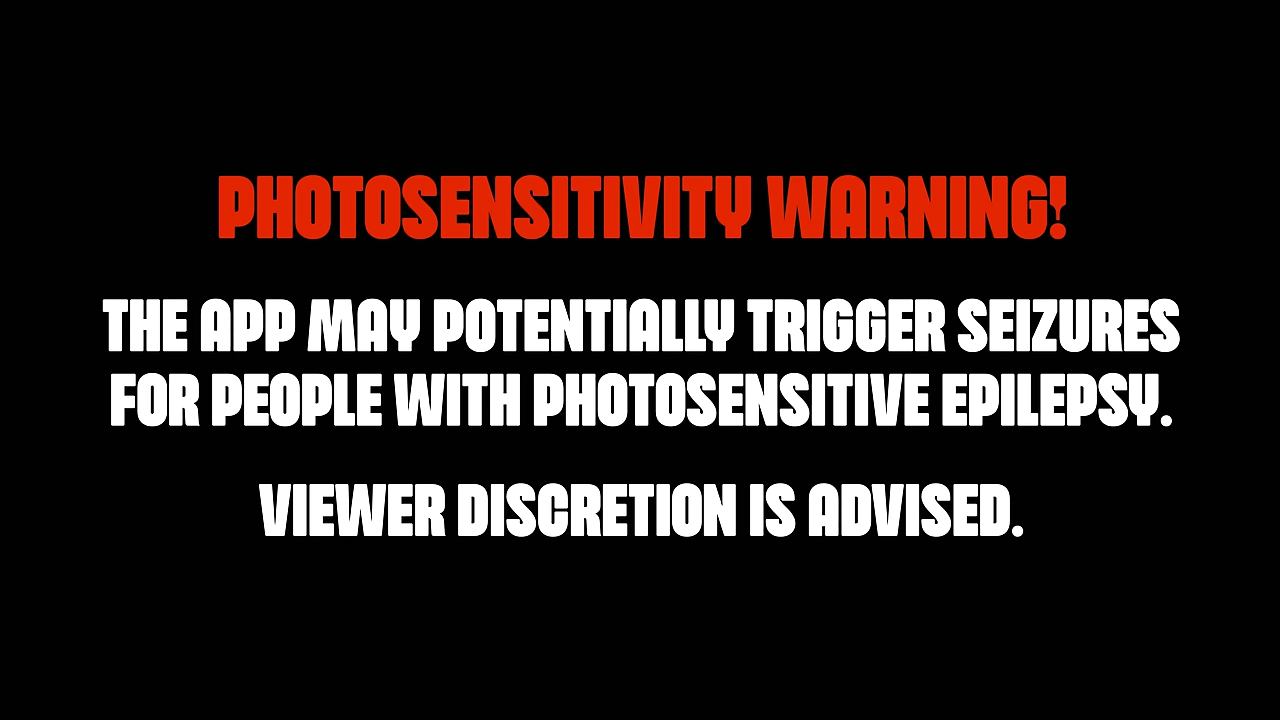 PHOTOSENSITIVITY WARNING!
THE APP MAY POTENTIALLY TRIGGER SEIZURES
FOR PEOPLE WITH PHOTOSENSITIVE EPILEPSY.
VIEWER DISCRETION IS ADVISED.